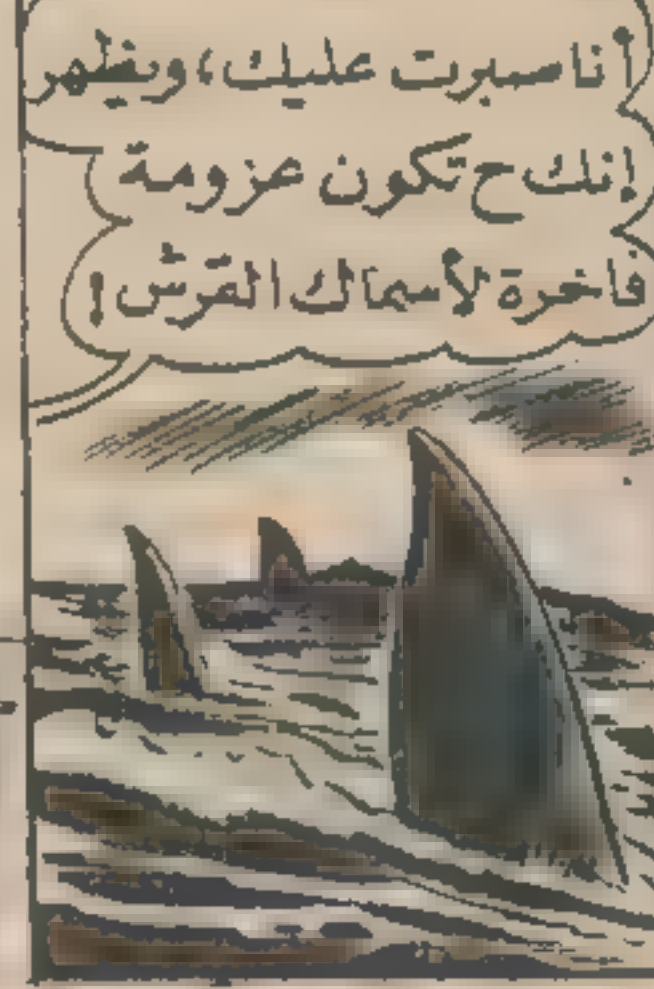 أنا صبرت عليك، ويظهر
إنك ح تكون عزومة
فاخرة لأسماك القرش!